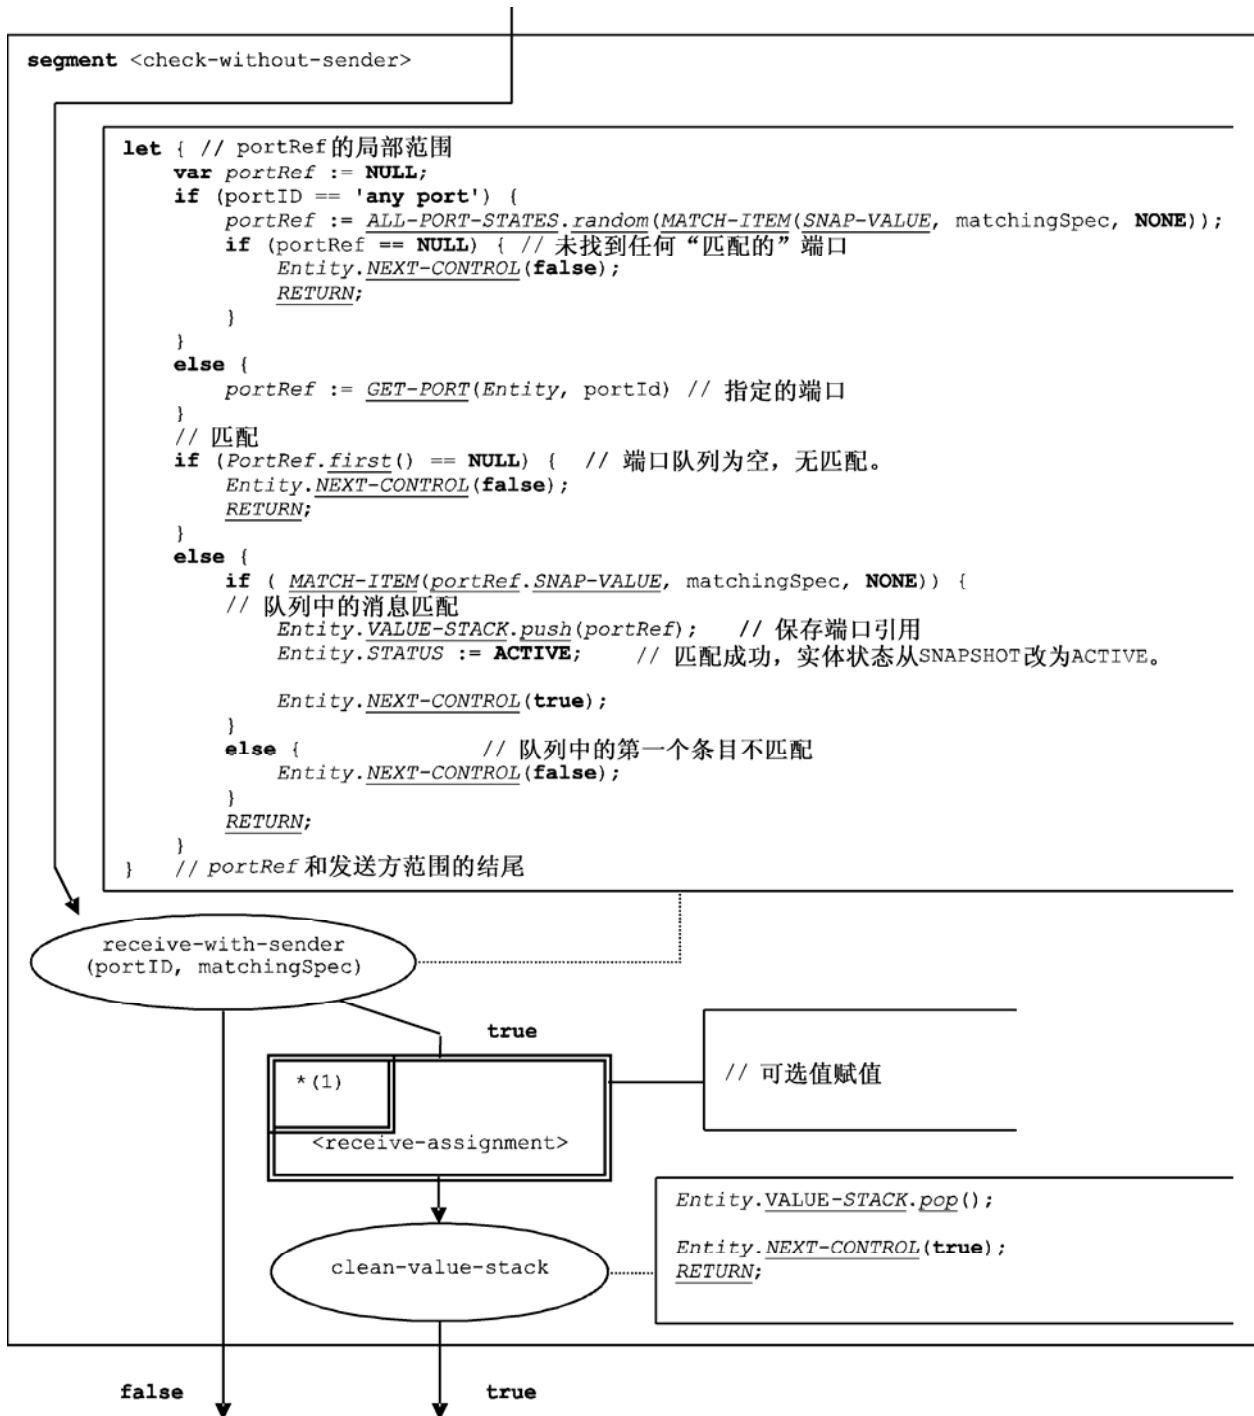 segment <check-without-sender>
let { // portRef的局部范围
var portRef := NULL;
if (portID == 'any port') {
portRef := ALL-PORT-STATES.random(MATCH-ITEM(SNAP-VALUE, matchingSpec, NONE));
if (portRef == NULL) { // 未找到任何“匹配的”端口
Entity.NEXT-CONTROL(false);
RETURN;
}
}
else {
portRef := GET-PORT(Entity, portId) // 指定的端口
}
// 匹配
if (PortRef.first() == NULL) { // 端口队列为空，无匹配。
Entity.NEXT-CONTROL(false);
RETURN;
}
else {
if ( MATCH-ITEM(portRef.SNAP-VALUE, matchingSpec, NONE)) {
// 队列中的消息匹配
Entity.VALUE-STACK.push(portRef); // 保存端口引用
Entity.STATUS := ACTIVE; // 匹配成功，实体状态从SNAPSHOT改为ACTIVE。
Entity.NEXT-CONTROL(true);
}
else { // 队列中的第一个条目不匹配
Entity.NEXT-CONTROL(false);
}
RETURN;
}
} // portRef和发送方范围的结尾
receive-with-sender
(portID, matchingSpec)
true
*(1)
<receive-assignment>
// 可选值赋值
Entity.VALUE-STACK.pop();
Entity.NEXT-CONTROL(true);
RETURN;
clean-value-stack
false
true